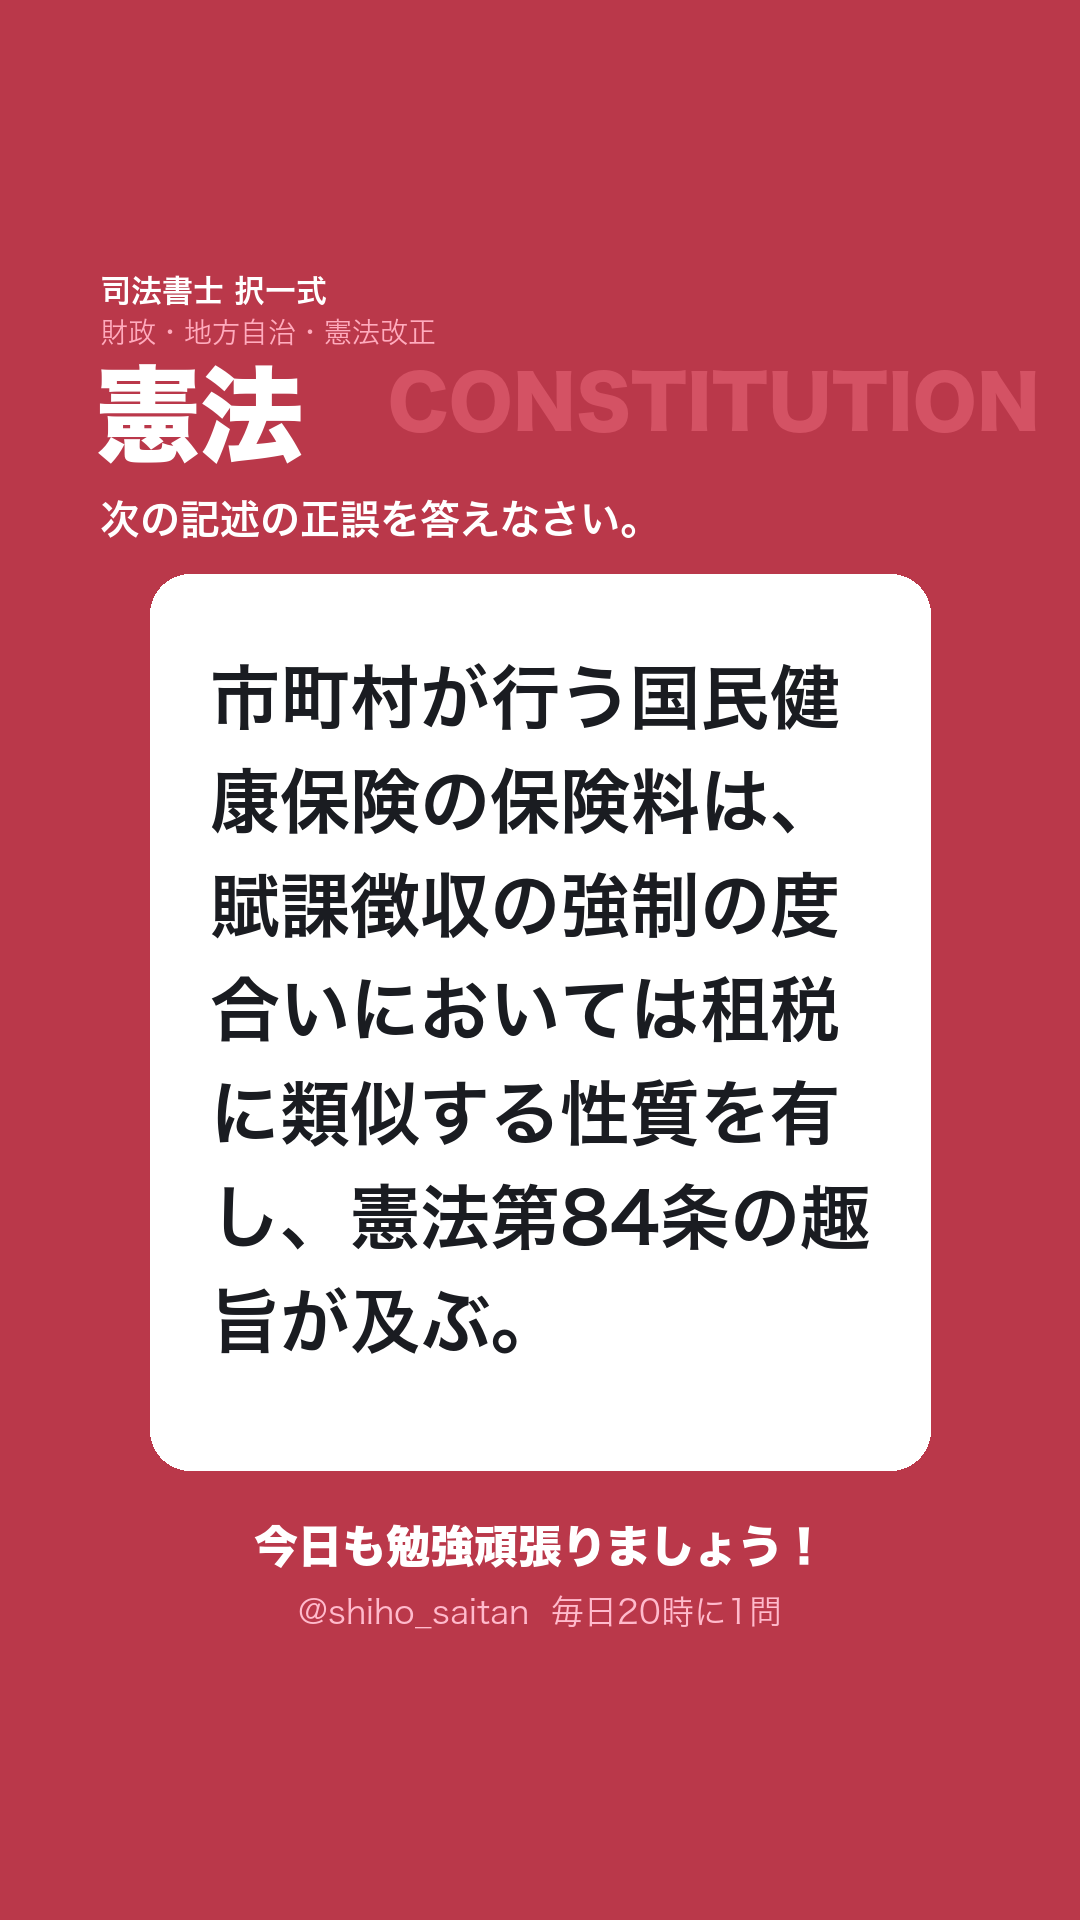 司法書士 択一式
財政・地方自治・憲法改正
憲法 CONSTITUTION
次の記述の正誤を答えなさい。
市町村が行う国民健
康保険の保険料は、
賦課徴収の強制の度
合いにおいては租税
に類似する性質を有
し、憲法第84条の趣
旨が及ぶ。
今日も勉強頑張りましょう！
@shiho_saitan 毎日20時に1問